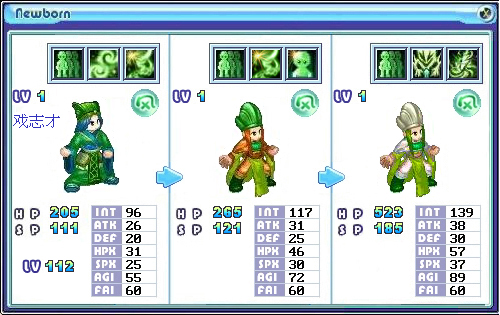 Newborn
LV 1
戏志才
HP 205
SP 111
LV 112
INT 96
ATK 26
DEF 20
HPX 31
SPX 25
AGI 55
FAI 60
LV 1
HP 265
SP 121
INT 117
ATK 31
DEF 25
HPX 46
SPX 30
AGI 72
FAI 60
LV 1
HP 523
SP 185
INT 139
ATK 38
DEF 30
HPX 57
SPX 37
AGI 89
FAI 60